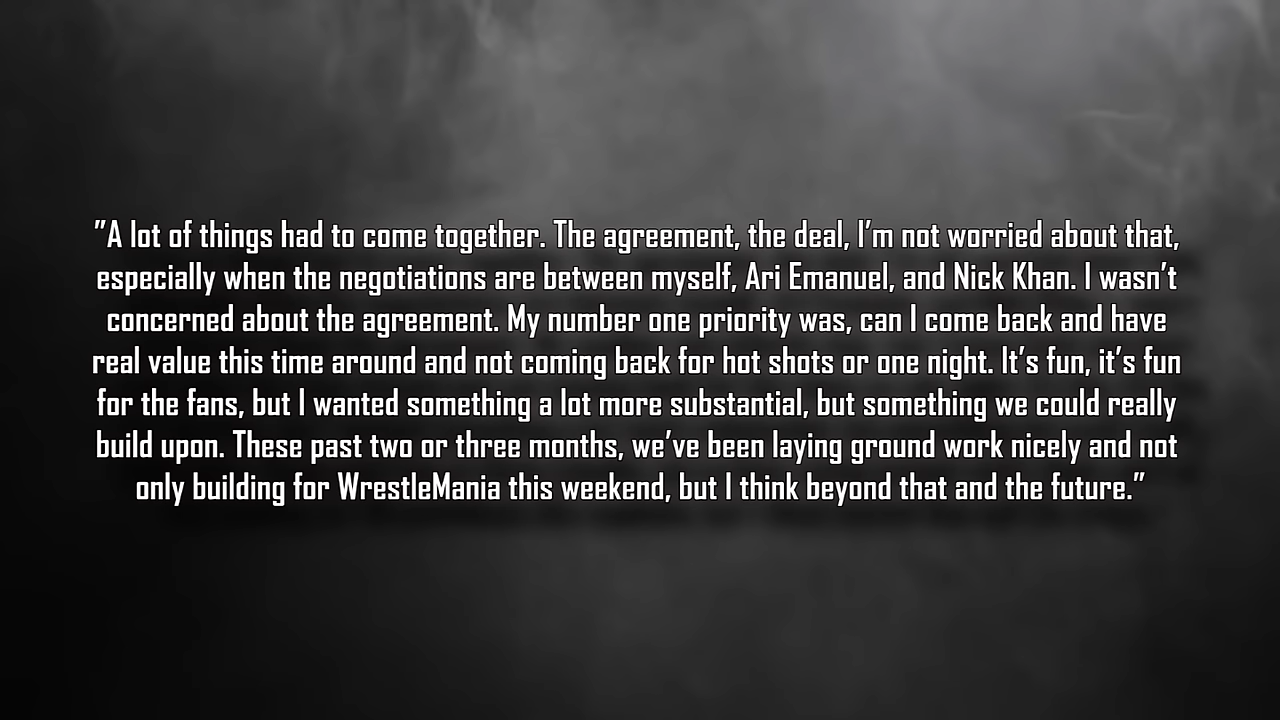 ”A lot of things had to come together. The agreement, the deal, I’m not worried about that,
especially when the negotiations are between myself, Ari Emanuel, and Nick Khan. I wasn’t
concerned about the agreement. My number one priority was, can I come back and have
real value this time around and not coming back for hot shots or one night. It’s fun, it’s fun
for the fans, but I wanted something a lot more substantial, but something we could really
build upon. These past two or three months, we’ve been laying ground work nicely and not
only building for WrestleMania this weekend, but I think beyond that and the future.”